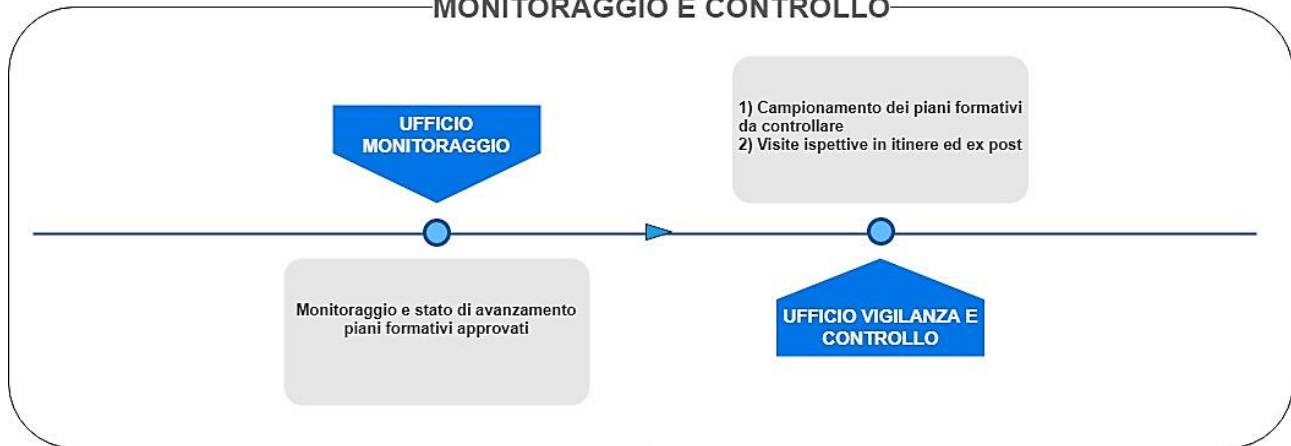 MONITORAGGIO E CONTROLLO
UFFICIO
MONITORAGGIO
Monitoraggio e stato di avanzamento
piani formativi approvati
1) Campionamento dei piani formativi
da controllare
2) Visite ispettive in itinere ed ex post
UFFICIO VIGILANZA E
CONTROLLO